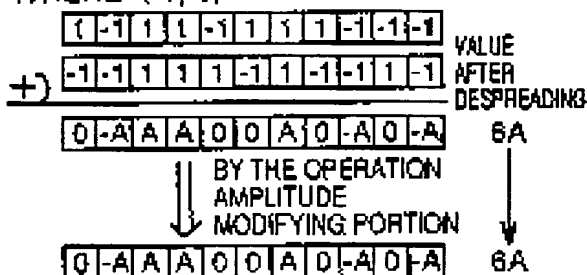 1 -1 1 1 -1 1 1 1 -1 -1 -1
+) -1 -1 1 1 1 -1 1 -1 -1 1 -1
VALUE
AFTER
DESPREADING
0 -A A A 0 0 A 0 -A 0 -A 6A
BY THE OPERATION
AMPLITUDE
MODIFYING PORTION
0 -A A A 0 0 A 0 -A 0 -A 6A